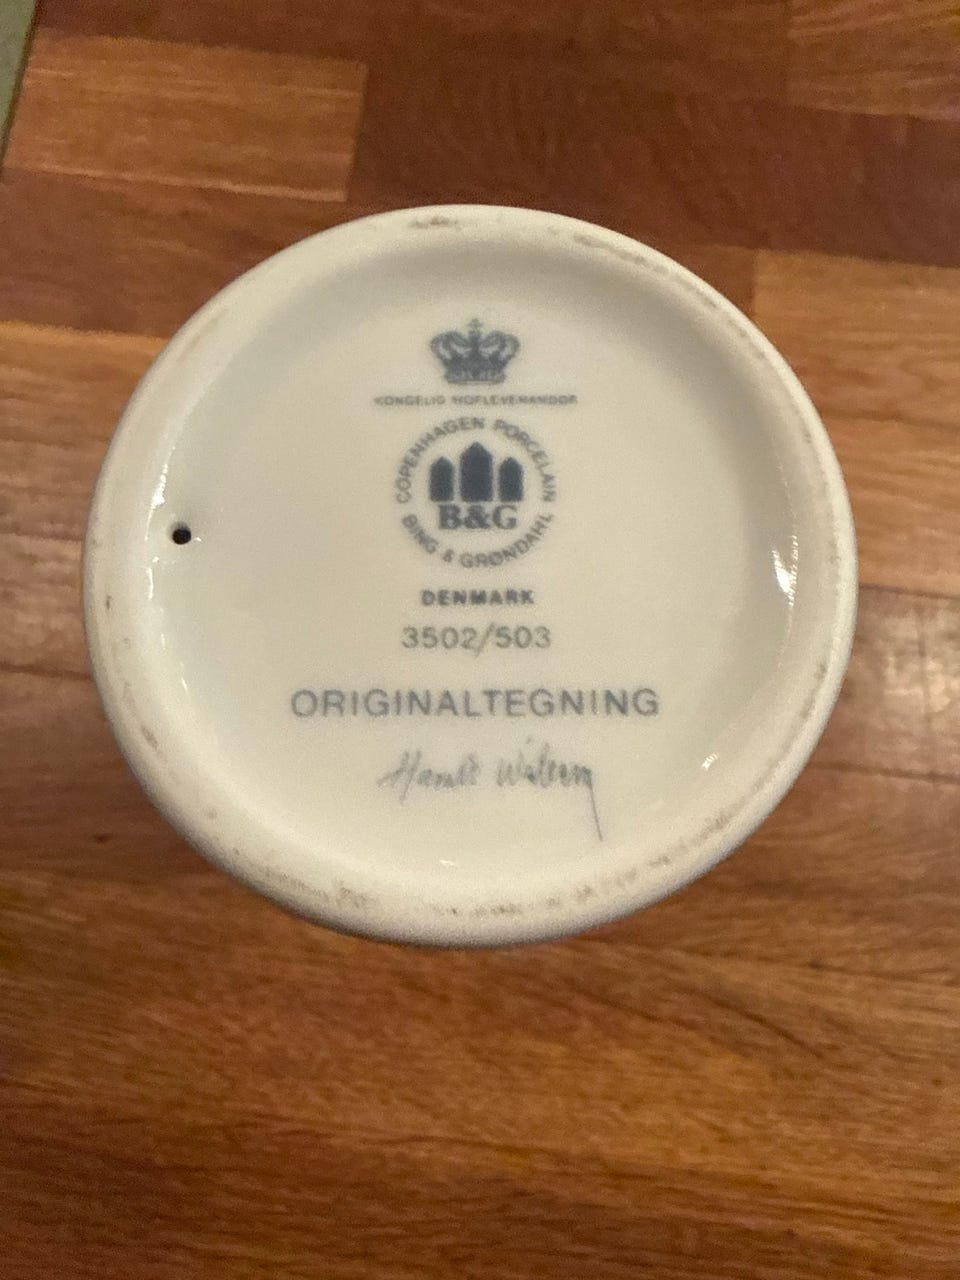 KONGELIG HOFLEVERANDØR
COPENHAGEN PORCELAIN
B&G
BING & GRØNDAHL
DENMARK
3502/503
ORIGINALTEGNING